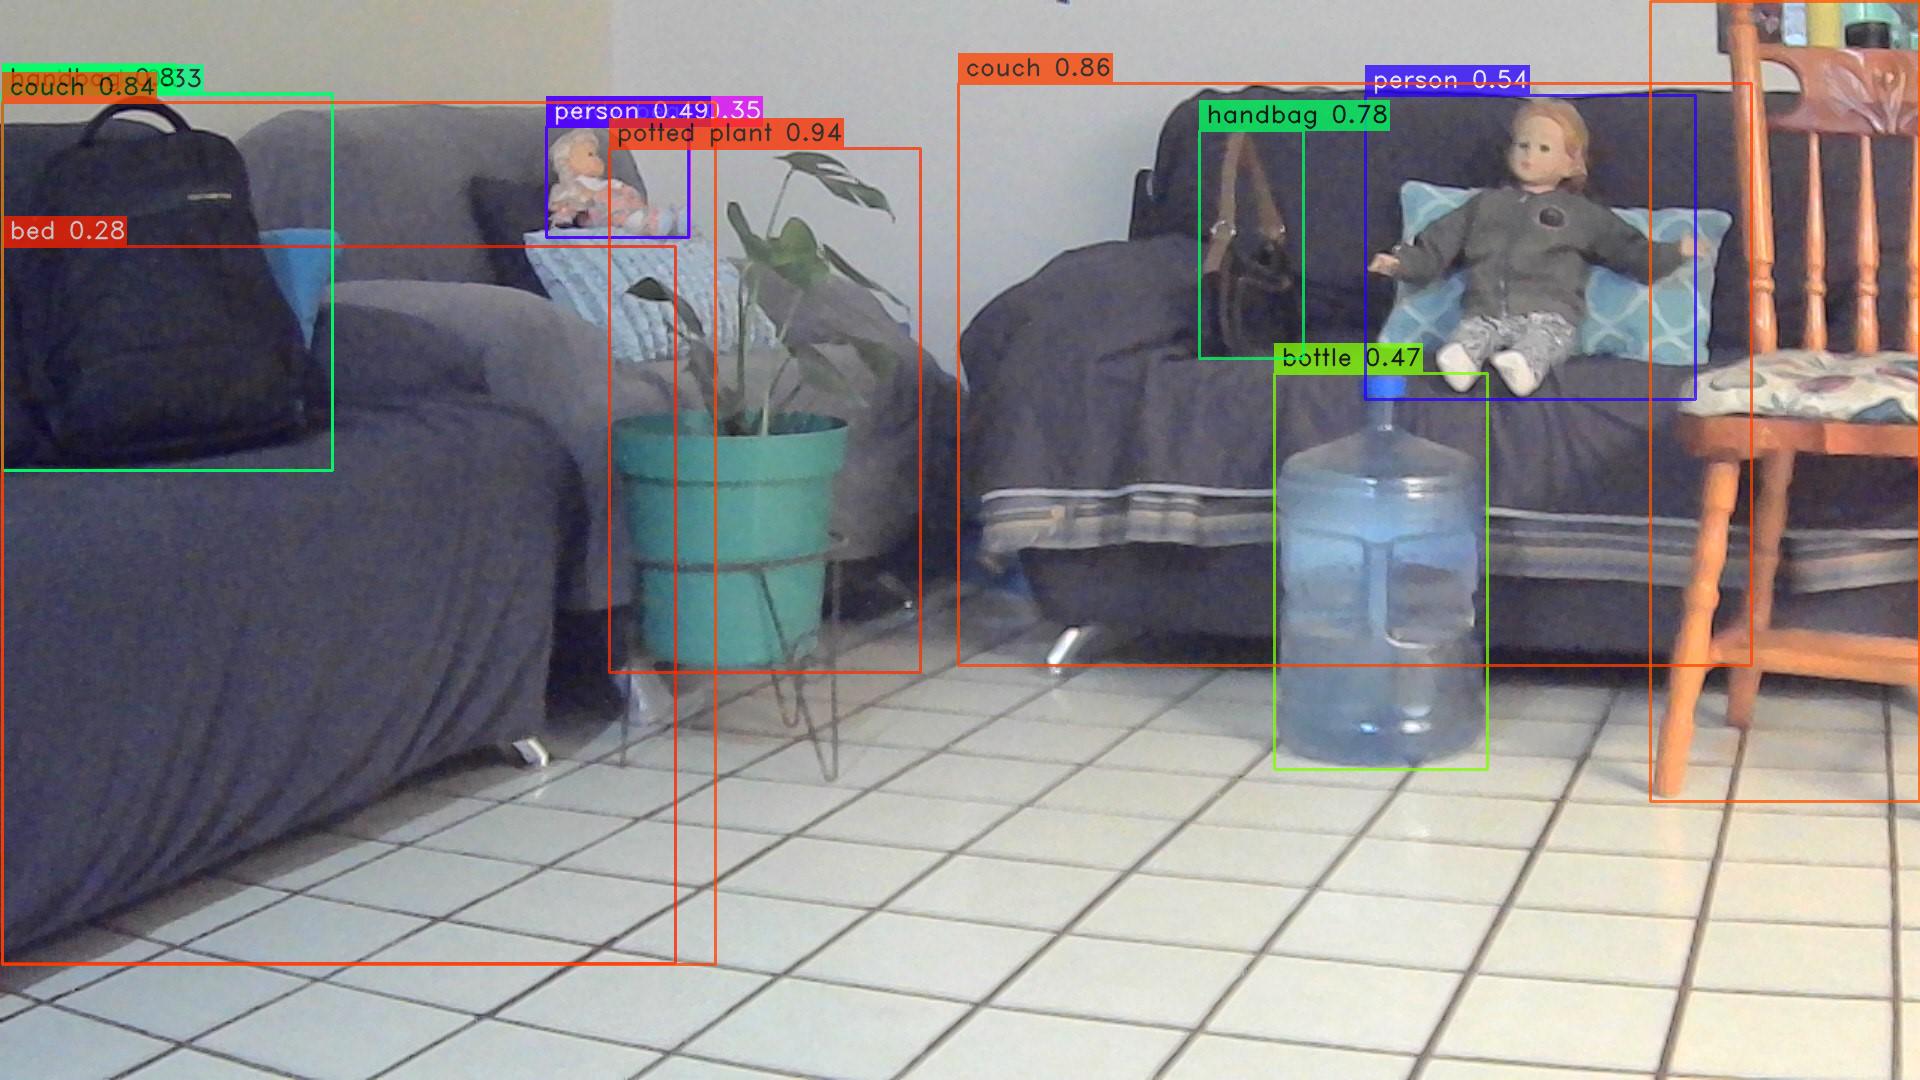 couch 0.86
person 0.54
couch 0.84
handbag
person 0.49
0.35
handbag 0.78
potted plant 0.94
bed 0.28
bottle 0.47